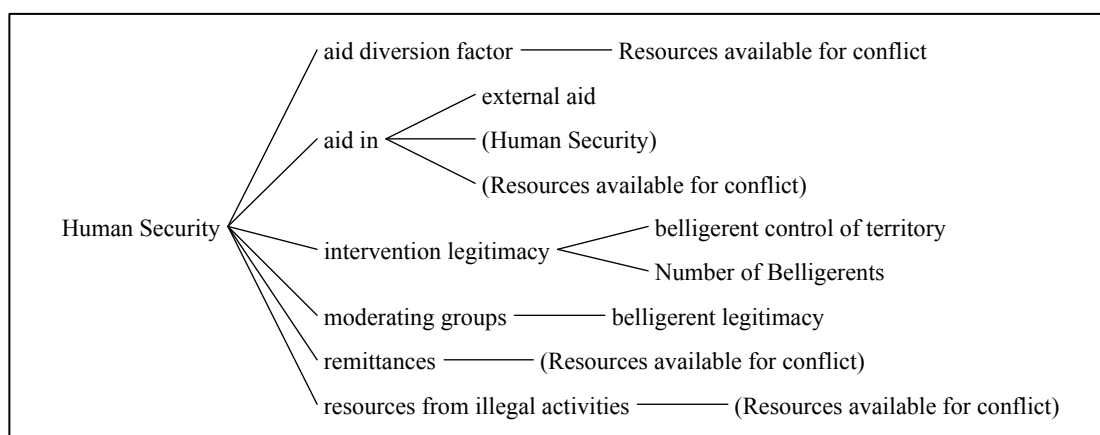 aid diversion factor Resources available for conflict
external aid
aid in (Human Security)
(Resources available for conflict)
Human Security
belligerent control of territory
intervention legitimacy
Number of Belligerents
moderating groups belligerent legitimacy
remittances (Resources available for conflict)
resources from illegal activities (Resources available for conflict)